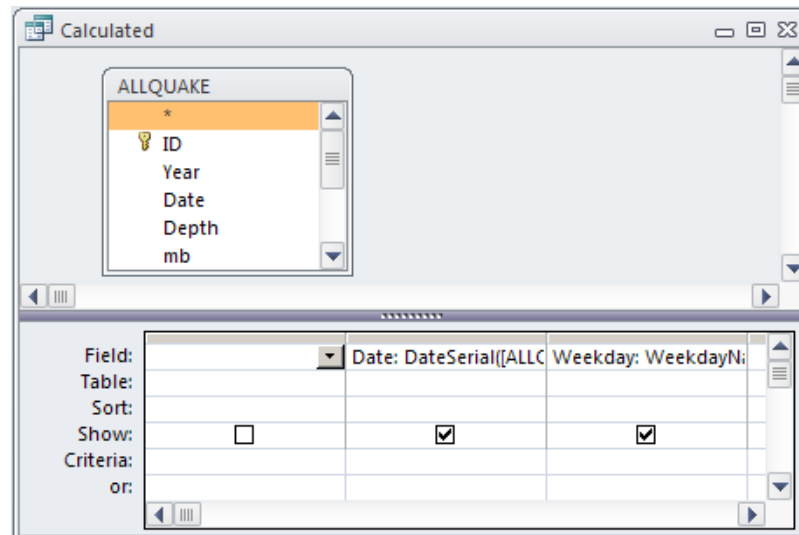 Calculated
ALLQUAKE
*
ID
Year
Date
Depth
mb
Field: Date: DateSerial([ALLC Weekday: WeekdayNa
Table:
Sort:
Show:
Criteria:
or: